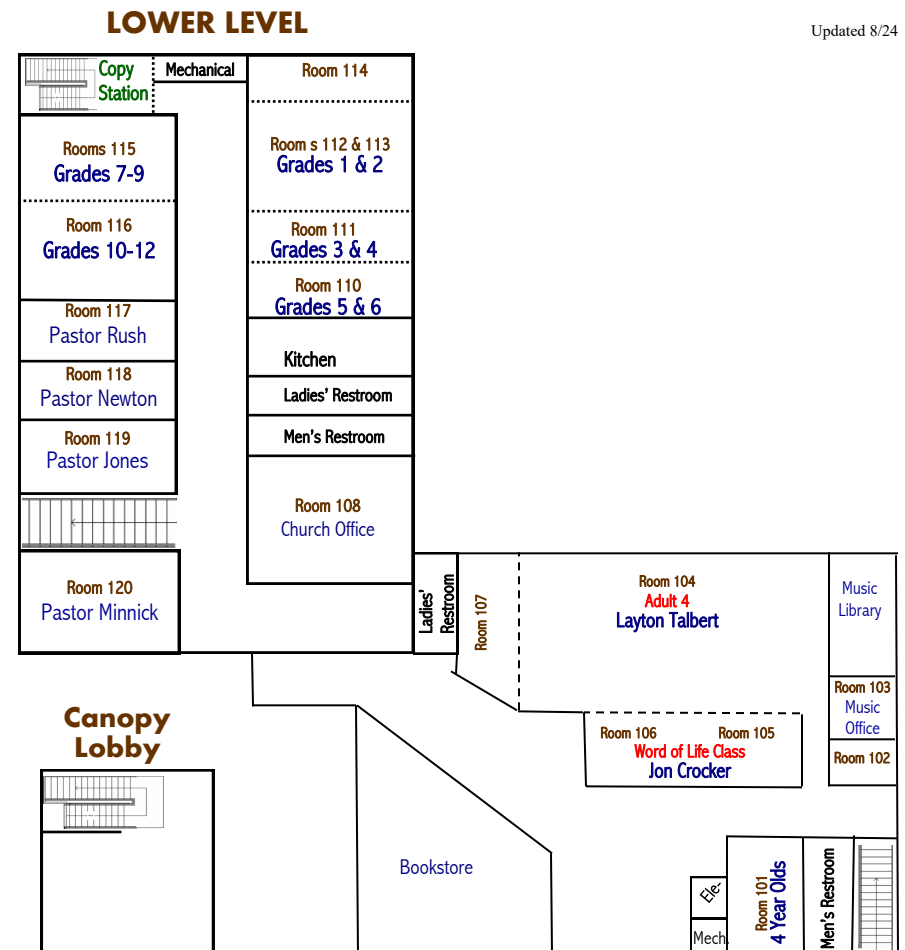 LOWER LEVEL
Updated 8/24
Copy
Station
Mechanical
Room 114
Rooms 115
Grades 7-9
Room s 112 & 113
Grades 1 & 2
Room 116
Grades 10-12
Room 111
Grades 3 & 4
Room 110
Grades 5 & 6
Room 117
Pastor Rush
Kitchen
Room 118
Pastor Newton
Ladies' Restroom
Room 119
Pastor Jones
Men's Restroom
Room 108
Church Office
Room 120
Pastor Minnick
Ladies'
Restroom
Room 107
Room 104
Adult 4
Layton Talbert
Music
Library
Room 103
Music
Office
Room 102
Room 106
Room 105
Word of Life Class
Jon Crocker
Canopy
Lobby
Bookstore
Ele-
Mech.
Room 101
4 Year Olds
Men's Restroom